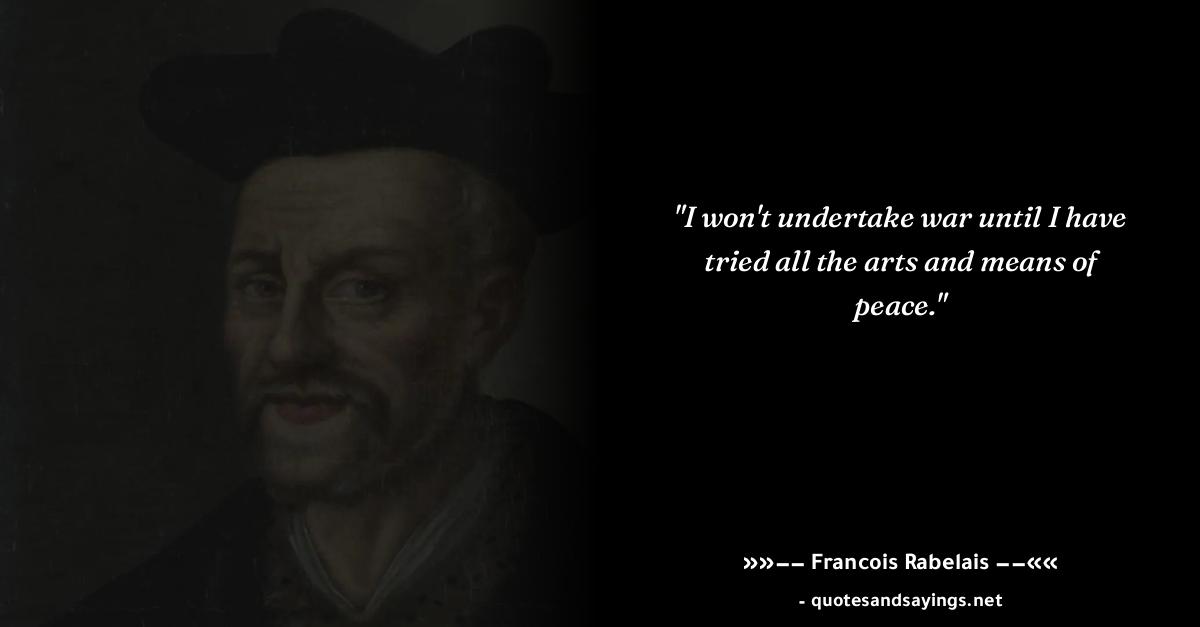 "I won't undertake war until I have
tried all the arts and means of
peace."
»»–– Francois Rabelais ––««
- quotesandsayings.net